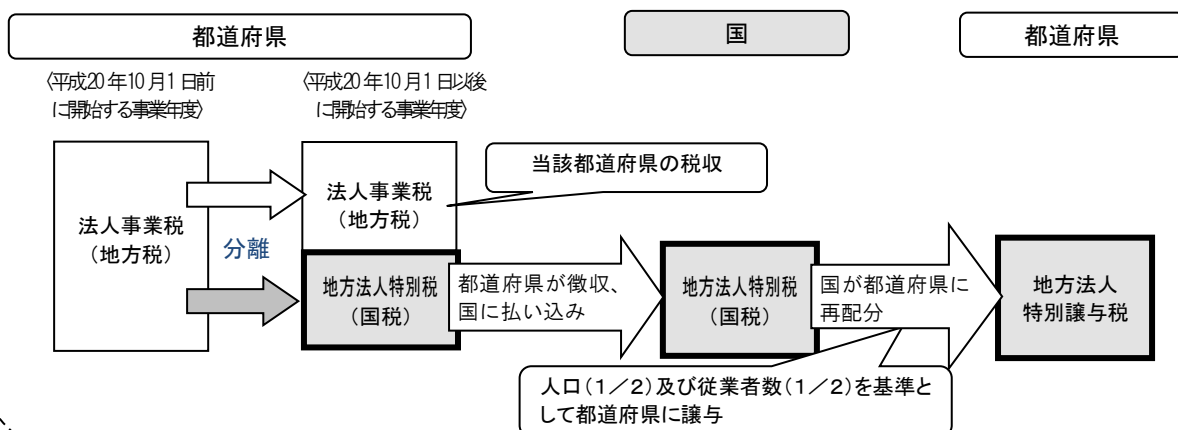 都道府県
国
都道府県
〈平成20年10月1日前
に開始する事業年度〉
〈平成20年10月1日以後
に開始する事業年度〉
当該都道府県の税収
法人事業税
（地方税）
分離
法人事業税
（地方税）
地方法人特別税
（国税）
都道府県が徴収、
国に払い込み
地方法人特別税
（国税）
国が都道府県に
再配分
地方法人
特別譲与税
人口（1／2）及び従業者数（1／2）を基準と
して都道府県に譲与